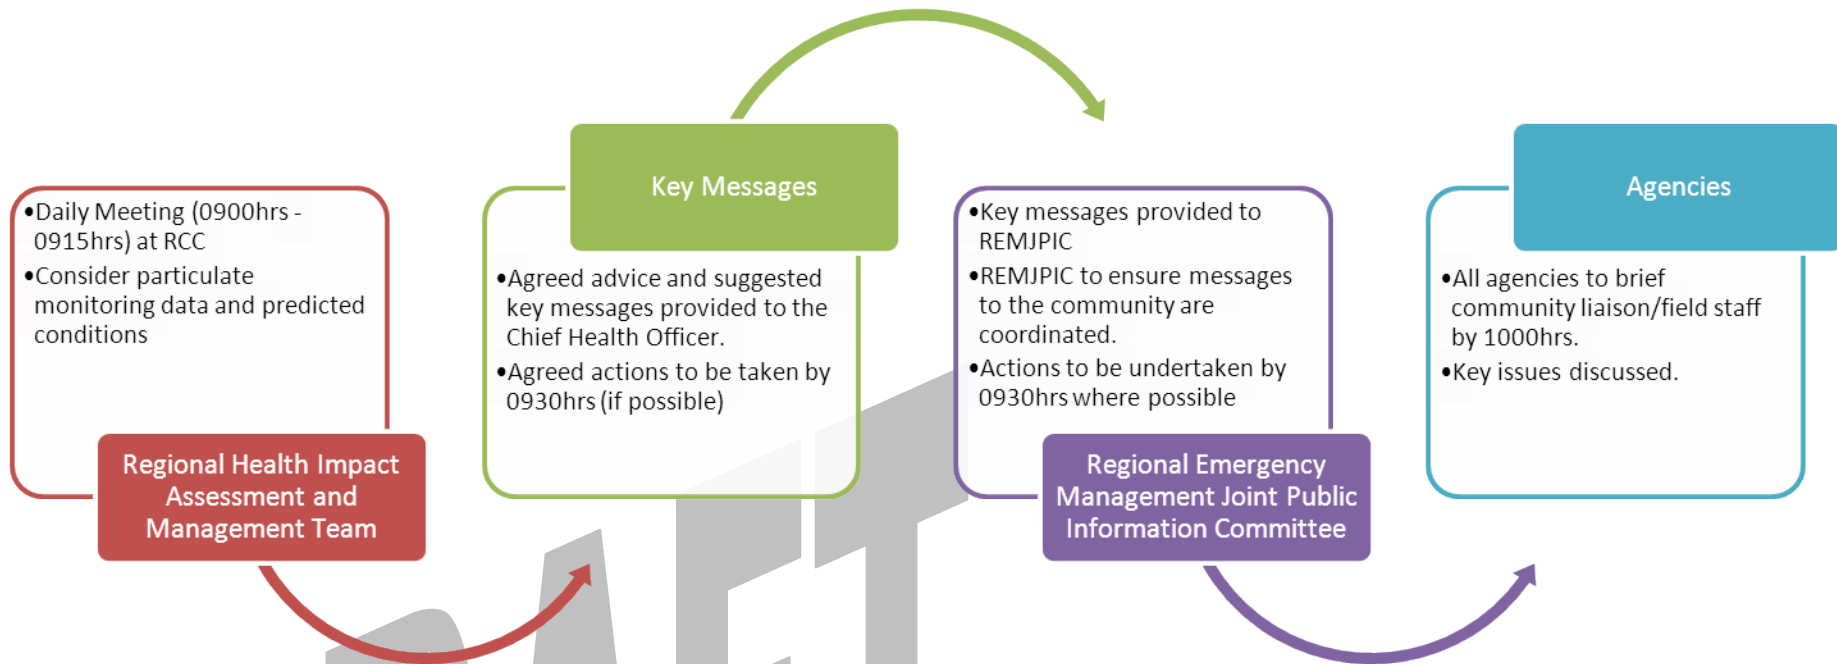 •Daily Meeting (0900hrs -
0915hrs) at RCC
•Consider particulate
monitoring data and predicted
conditions
Regional Health Impact
Assessment and
Management Team
Key Messages
•Agreed advice and suggested
key messages provided to the
Chief Health Officer.
•Agreed actions to be taken by
0930hrs (if possible)
•Key messages provided to
REMJPIC
•REMJPIC to ensure messages
to the community are
coordinated.
•Actions to be undertaken by
0930hrs where possible
Regional Emergency
Management Joint Public
Information Committee
Agencies
•All agencies to brief
community liaison/field staff
by 1000hrs.
•Key issues discussed.